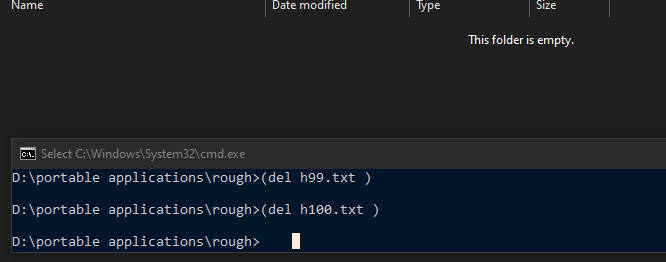 Name Date modified Type Size
This folder is empty.
C:\. Select C:\Windows\System32\cmd.exe
D:\portable applications\rough>(del h99.txt )
D:\portable applications\rough>(del h100.txt )
D:\portable applications\rough>